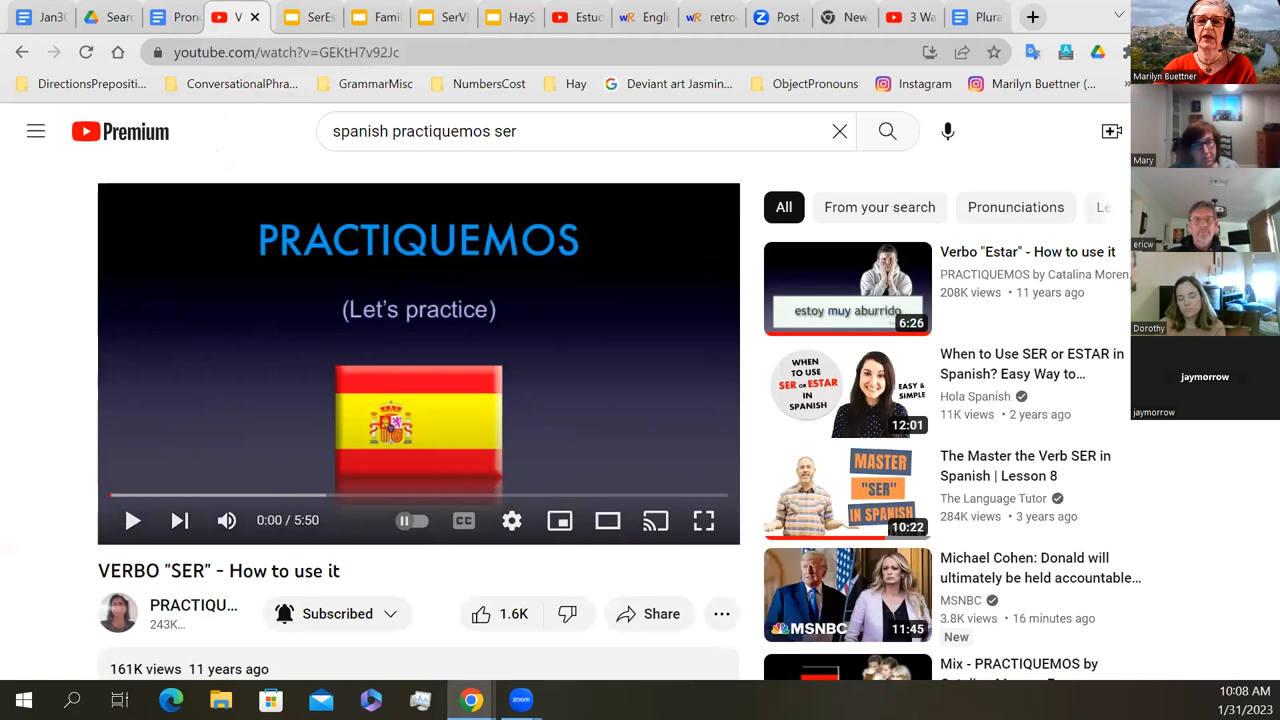 Jan30
Sear
Pron
V
SerEs
Famil
SerV
HayS
Estuc
Engli
retro
Post
New
3 Wa
Plura
youtube.com/watch?v=GEKtH7v92Jc
DirectionsPrepositi...
ConversationalPhra...
GrammarMisc
Hay
Deviant art Jasmin...
ObjectPronouns
Instagram
Marilyn Buettner (...
Premium
spanish practiquemos ser
PRACTIQUEMOS
(Let's practice)
0:00 / 5:50
VERBO "SER" - How to use it
PRACTIQU...
243K...
Subscribed
1.6K
Share
161K views 11 years ago
All
From your search
Pronunciations
Le
estoy muy aburrido
6:26
Verbo "Estar" - How to use it
PRACTIQUEMOS by Catalina Moren
208K views • 11 years ago
WHEN
TO USE
SER OR ESTAR
IN
SPANISH
EASY &
SIMPLE
12:01
When to Use SER or ESTAR in
Spanish? Easy Way to...
Hola Spanish
11K views • 2 years ago
MASTER
"SER"
IN SPANISH
10:22
The Master the Verb SER in
Spanish | Lesson 8
The Language Tutor
284K views • 3 years ago
MSNBC
11:45
Michael Cohen: Donald will
ultimately be held accountable...
MSNBC
3.8K views • 16 minutes ago
New
Mix - PRACTIQUEMOS by
Marilyn Buettner
Mary
ericw
Dorothy
jaymorrow
jaymorrow
zoom
10:08 AM
1/31/2023